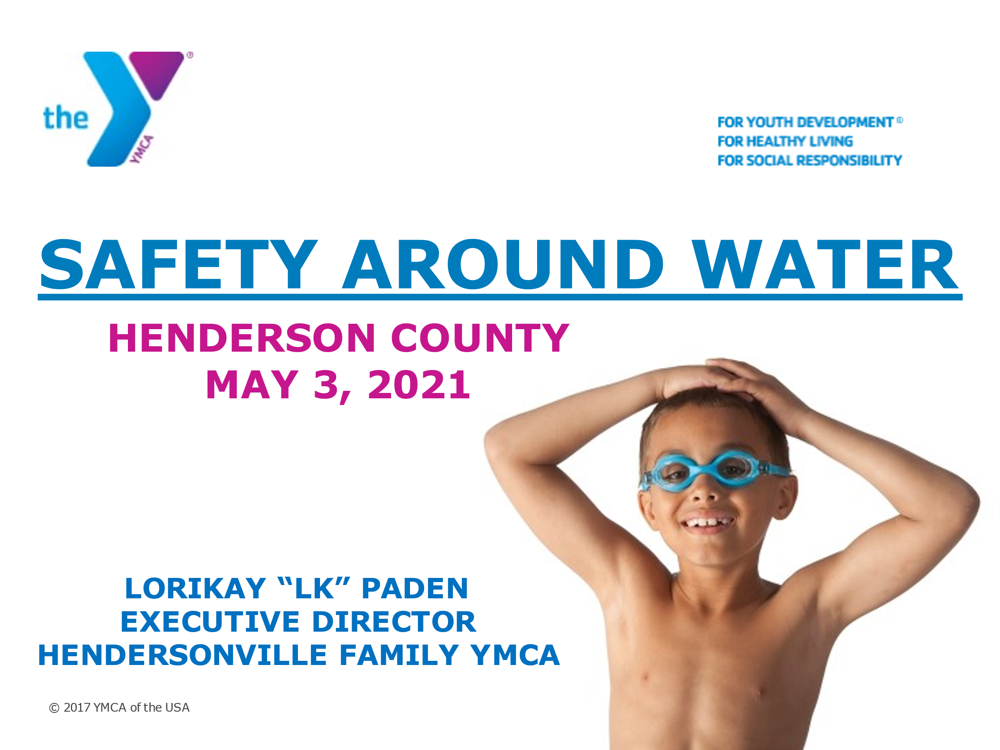 the
YMCA
®
FOR YOUTH DEVELOPMENT®
FOR HEALTHY LIVING
FOR SOCIAL RESPONSIBILITY
SAFETY AROUND WATER
HENDERSON COUNTY
MAY 3, 2021
LORIKAY “LK” PADEN
EXECUTIVE DIRECTOR
HENDERSONVILLE FAMILY YMCA
© 2017 YMCA of the USA